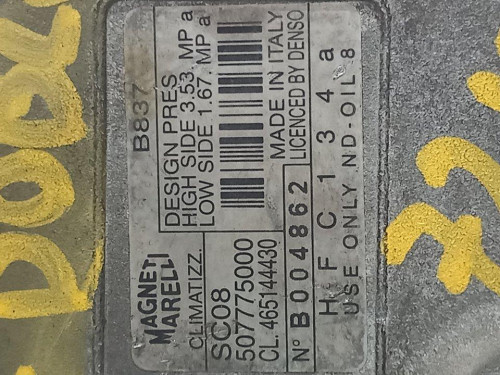 B837
MAGNETI
MARELLI
CLIMATIZZ.
DESIGN PRES
HIGH SIDE 3.53. MP a
LOW SIDE 1.67. MP a
SC08
507775000
CL. 465144430
MADE IN ITALY
LICENCED BY DENSO
N° B004862
HFC134a
USE ONLY ND-OIL 8